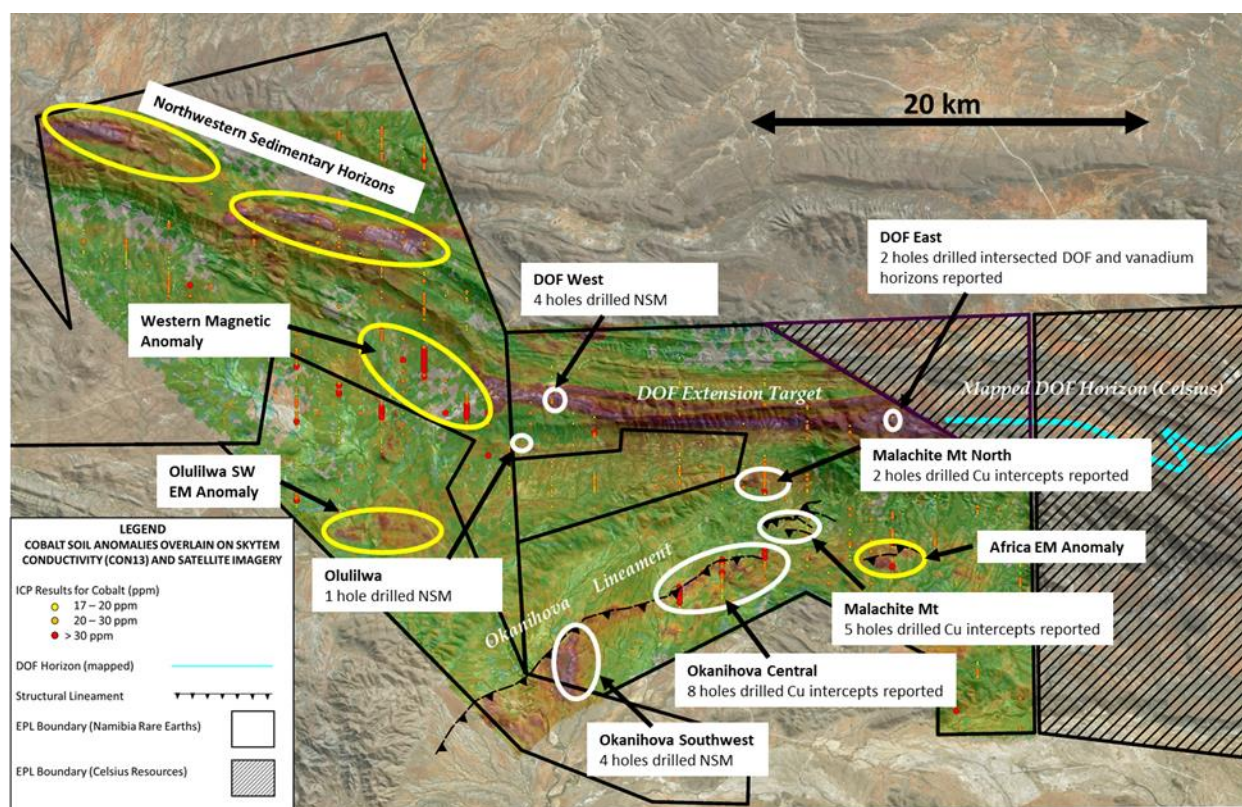 20 km
Northwestern Sedimentary Horizons
DOF East
2 holes drilled intersected DOF and vanadium
horizons reported
DOF West
4 holes drilled NSM
Western Magnetic
Anomaly
DOF Extension Target
Mapped DOF Horizon (Celsius)
Malachite Mt North
2 holes drilled Cu intercepts reported
Olulilwa SW
EM Anomaly
Africa EM Anomaly
Olulilwa
1 hole drilled NSM
Okanihova Lineament
Malachite Mt
5 holes drilled Cu intercepts reported
Okanihova Central
8 holes drilled Cu intercepts reported
Okanihova Southwest
4 holes drilled NSM
LEGEND
COBALT SOIL ANOMALIES OVERLAIN ON SKYTEM
CONDUCTIVITY (CON13) AND SATELLITE IMAGERY
ICP Results for Cobalt (ppm)
17 – 20 ppm
20 – 30 ppm
> 30 ppm
DOF Horizon (mapped)
Structural Lineament
EPL Boundary (Namibia Rare Earths)
EPL Boundary (Celsius Resources)